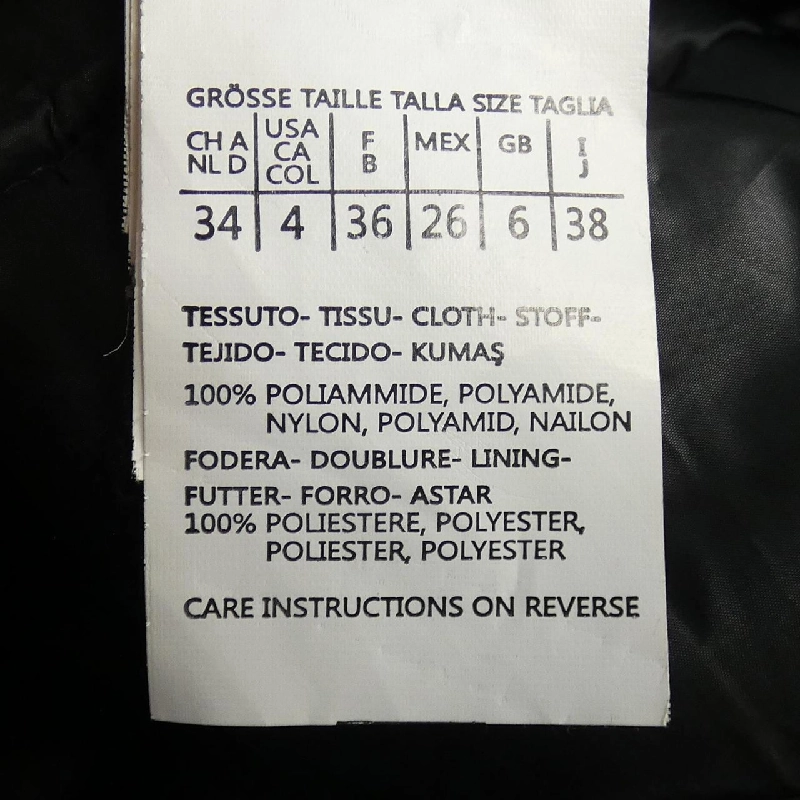 GRÖSSE TAILLE TALLA SIZE TAGLIA
CH A NL D USA CA COL F B MEX GB I J
34 4 36 26 6 38
TESSUTO- TISSU- CLOTH- STOFF-
TEJIDO- TECIDO- KUMAŞ
100% POLIAMMIDE, POLYAMIDE,
NYLON, POLYAMID, NAILON
FODERA- DOUBLURE- LINING-
FUTTER- FORRO- ASTAR
100% POLIESTERE, POLYESTER,
POLIESTER, POLYESTER
CARE INSTRUCTIONS ON REVERSE